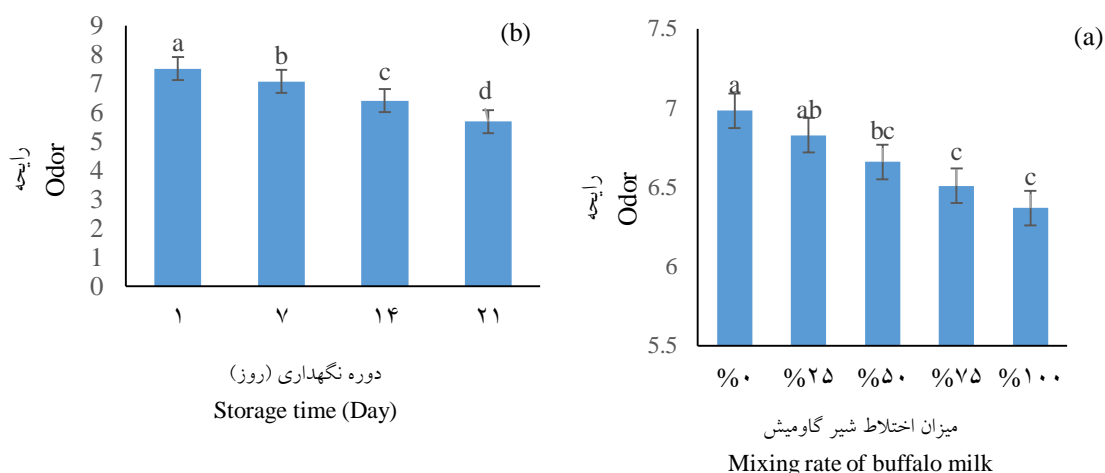 (b)
9
8
7
6
5
4
3
2
1
0
a
b
c
d
رایحه
Odor
۱ ۷ ۱۴ ۲۱
دوره نگهداری (روز)
Storage time (Day)
(a)
7.5
7
6.5
6
5.5
a
ab
bc
c
c
رایحه
Odor
%۰ %۲۵ %۵۰ %۷۵ %۱۰۰
میزان اختلاط شیر گاومیش
Mixing rate of buffalo milk